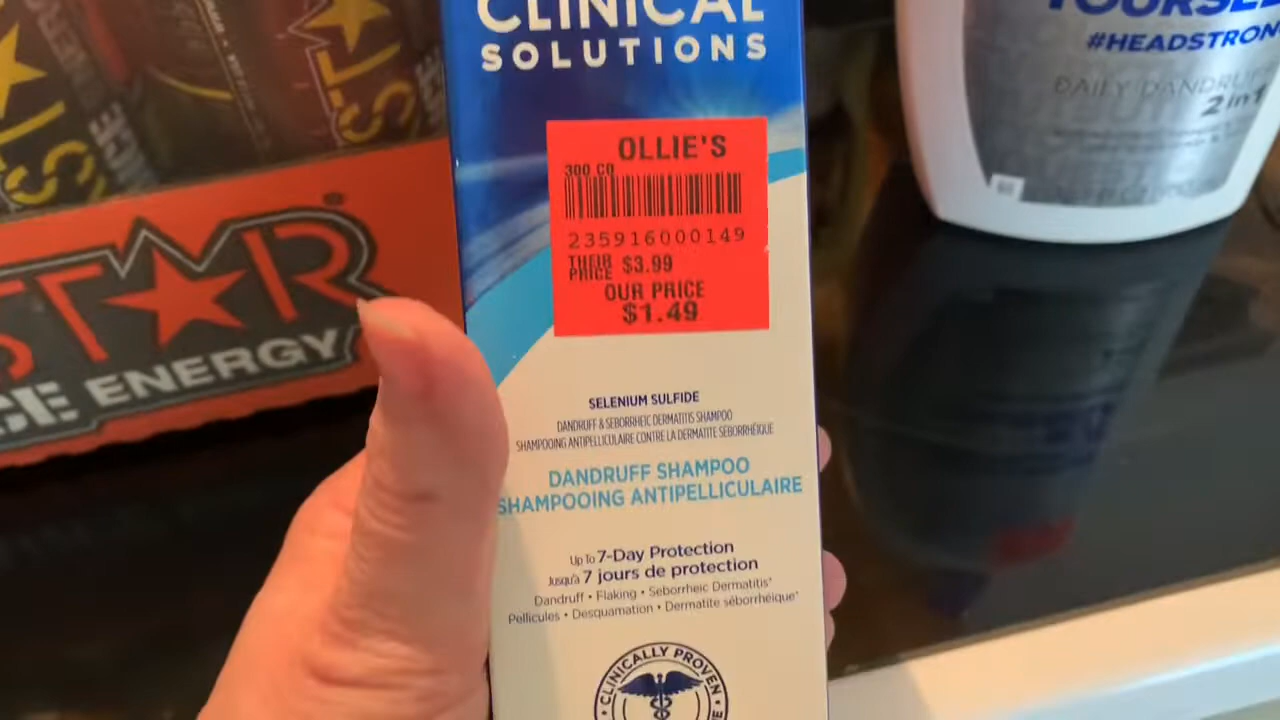 CLINICAL
SOLUTIONS
OLLIE'S
300 CO
235916000149
THEIR PRICE $3.99
OUR PRICE
$1.49
SELENIUM SULFIDE
DANDRUFF & SEBORRHEIC DERMATITIS SHAMPOO
SHAMPOOING ANTIPELLICULAIRE CONTRE LA DERMATITE SÉBORRHÉIQUE
DANDRUFF SHAMPOO
SHAMPOOING ANTIPELLICULAIRE
Up To 7-Day Protection
Jusqu'à 7 jours de protection
Dandruff • Flaking • Seborrheic Dermatitis*
Pellicules • Desquamation • Dermatite séborrhéique*
• CLINICALLY PROVEN •
STAR
ENERGY
#HEADSTRONG
DAILY DANDRUFF
2 in 1